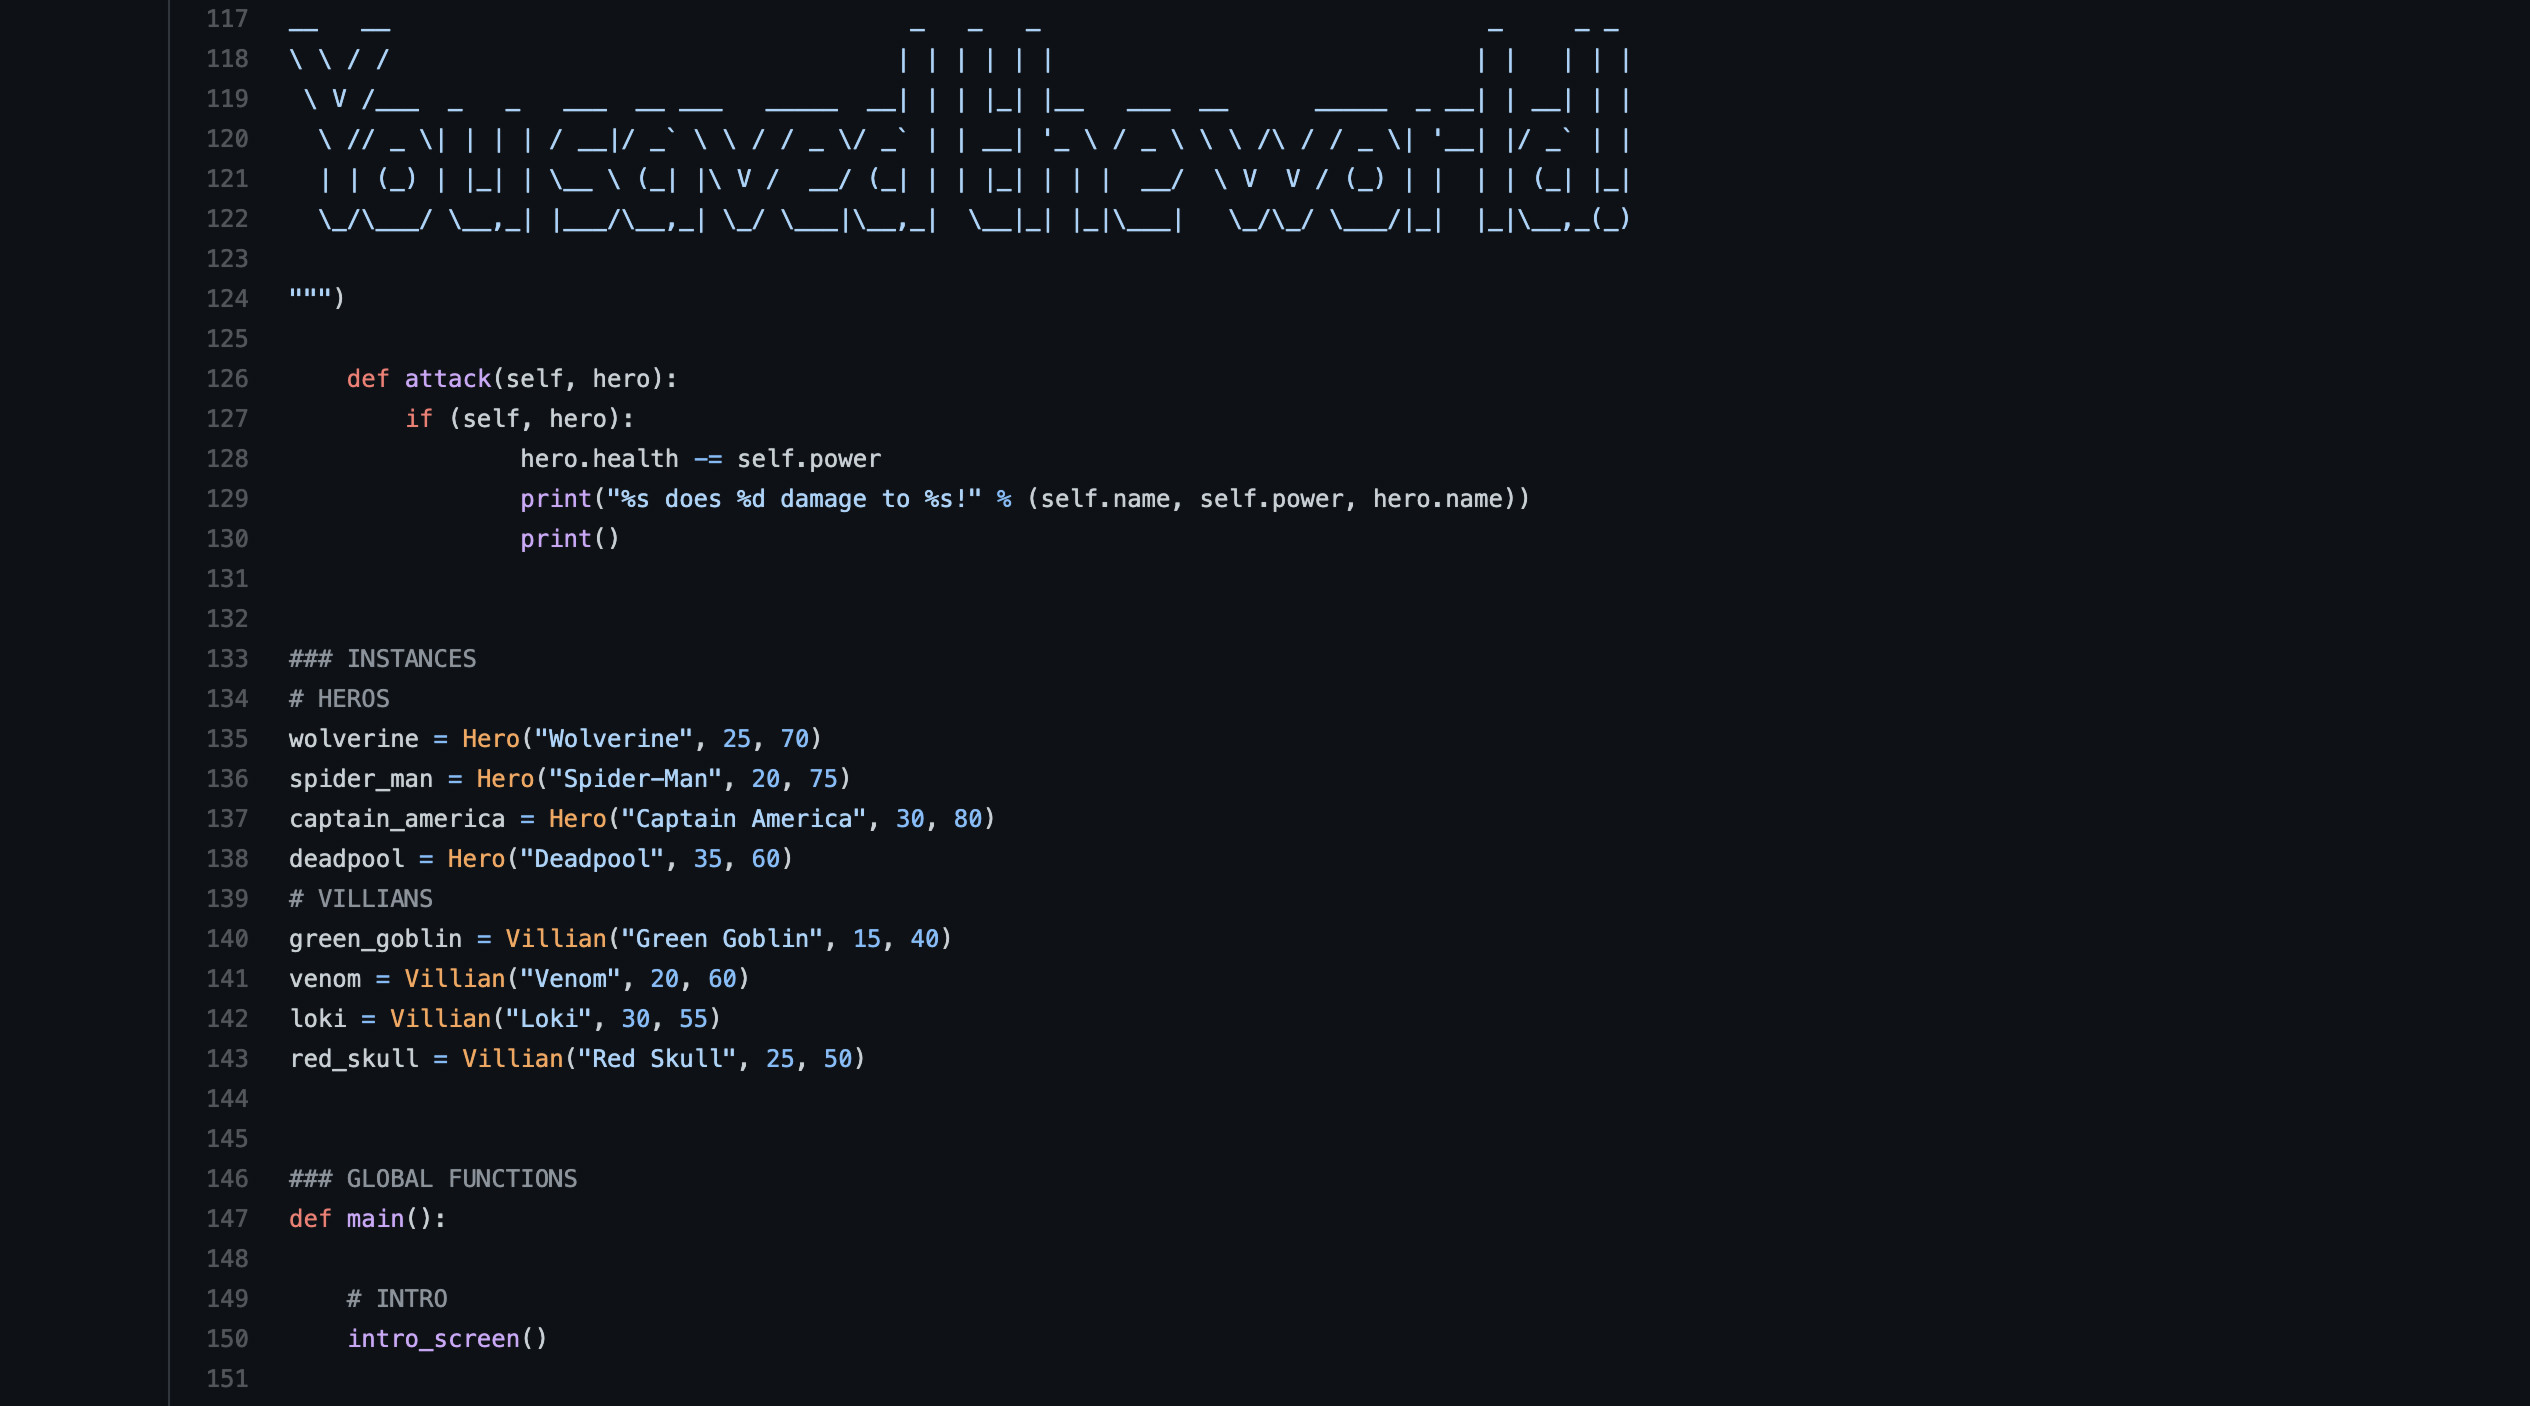 117 __   __                                    _   _   _                               _     _ _
118 \ \ / /                                   | | | | | |                             | |   | | |
119  \ V /___  _   _   ___  __ ___   _____  __| | | |_| |__   ___  __      _____  _ __| | __| | |
120   \ // _ \| | | | / __|/ _` \ \ / / _ \/ _` | | __| '_ \ / _ \ \ \ /\ / / _ \| '__| |/ _` | |
121   | | (_) | |_| | \__ \ (_| |\ V /  __/ (_| | | |_| | | |  __/  \ V  V / (_) | |  | | (_| |_|
122   \_/\___/ \__,_| |___/\__,_| \_/ \___|\__,_|  \__|_| |_|\___|   \_/\_/ \___/|_|  |_|\__,_(_)
123
124 """)
125
126     def attack(self, hero):
127         if (self, hero):
128                 hero.health -= self.power
129                 print("%s does %d damage to %s!" % (self.name, self.power, hero.name))
130                 print()
131
132
133 ### INSTANCES
134 # HEROS
135 wolverine = Hero("Wolverine", 25, 70)
136 spider_man = Hero("Spider-Man", 20, 75)
137 captain_america = Hero("Captain America", 30, 80)
138 deadpool = Hero("Deadpool", 35, 60)
139 # VILLIANS
140 green_goblin = Villian("Green Goblin", 15, 40)
141 venom = Villian("Venom", 20, 60)
142 loki = Villian("Loki", 30, 55)
143 red_skull = Villian("Red Skull", 25, 50)
144
145
146 ### GLOBAL FUNCTIONS
147 def main():
148
149     # INTRO
150     intro_screen()
151